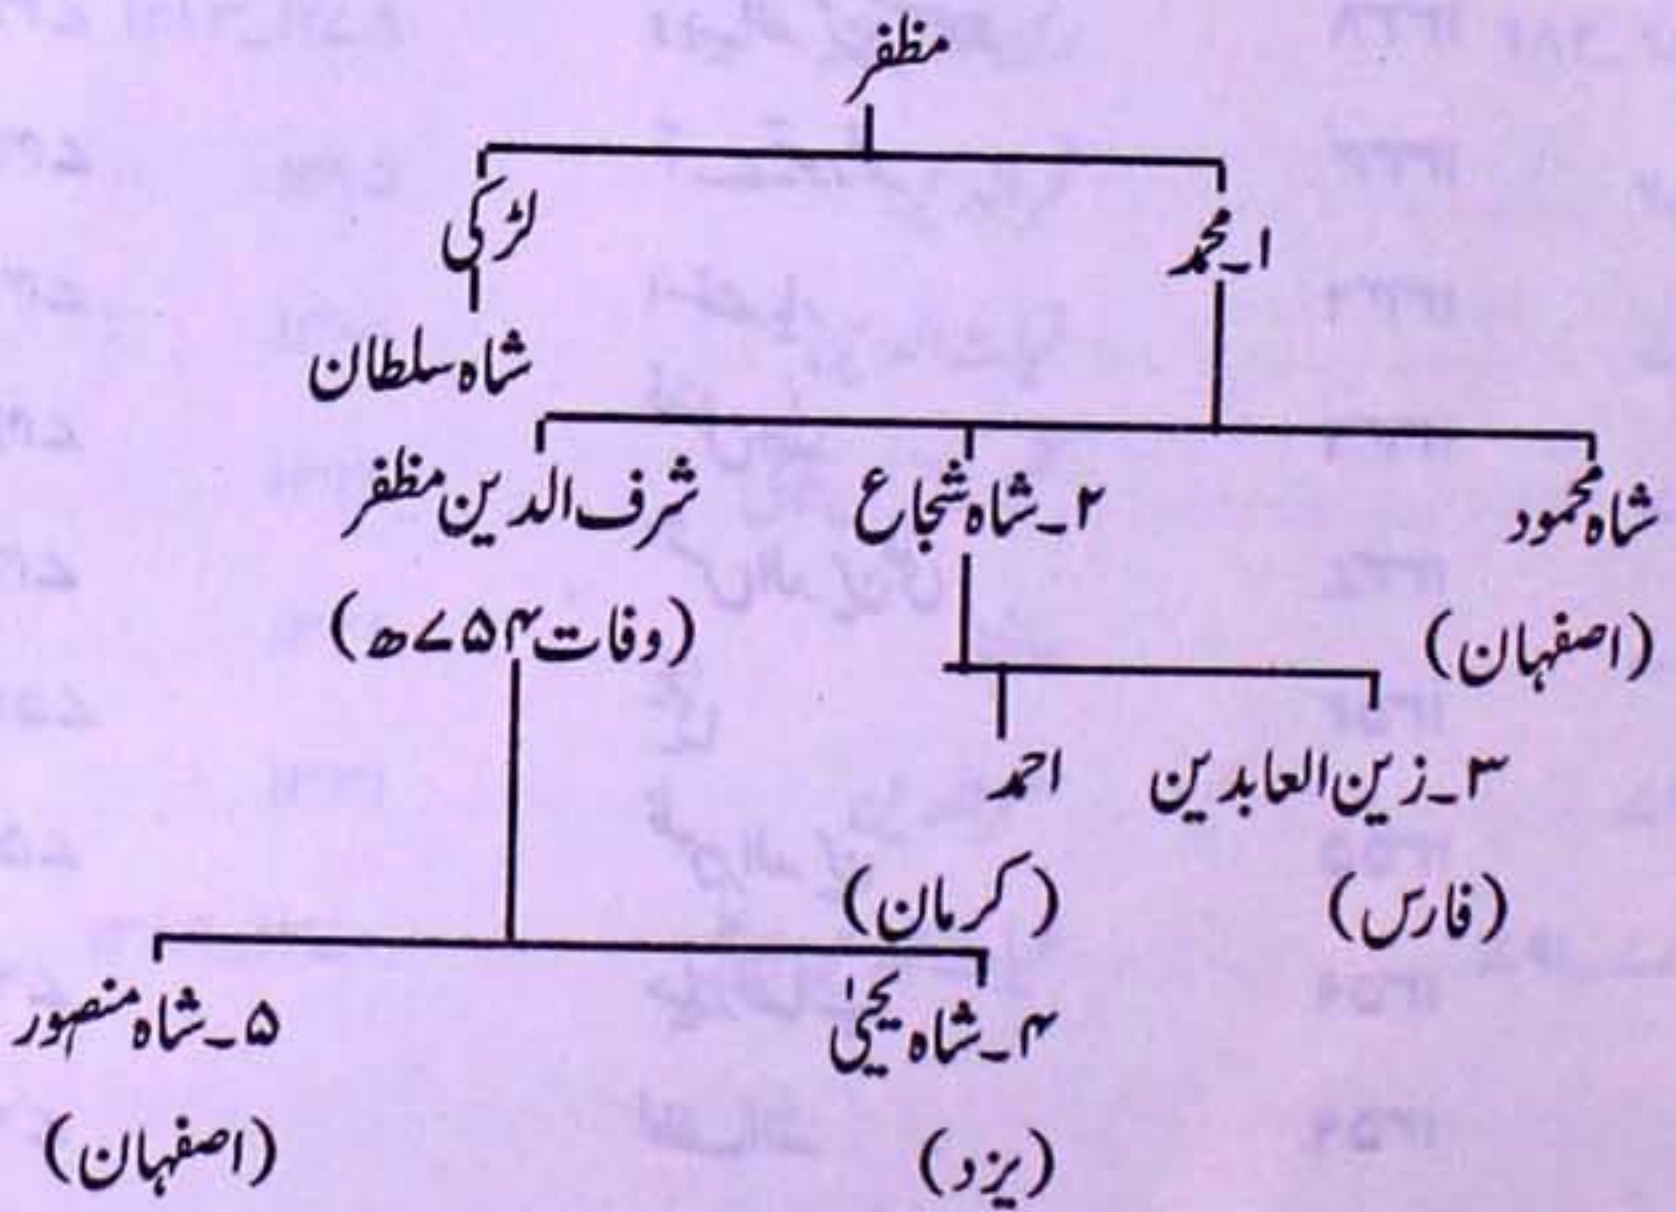 مظفر
۱۔محمد
لڑکی
شاہ سلطان
شاہ محمود
۲۔شاہ شجاع
شرف الدین مظفر
(اصفہان)
(وفات ۷۵۴ھ)
۳۔زین العابدین
احمد
(فارس)
(کرمان)
۴۔شاہ یحییٰ
۵۔شاہ منصور
(یزد)
(اصفہان)